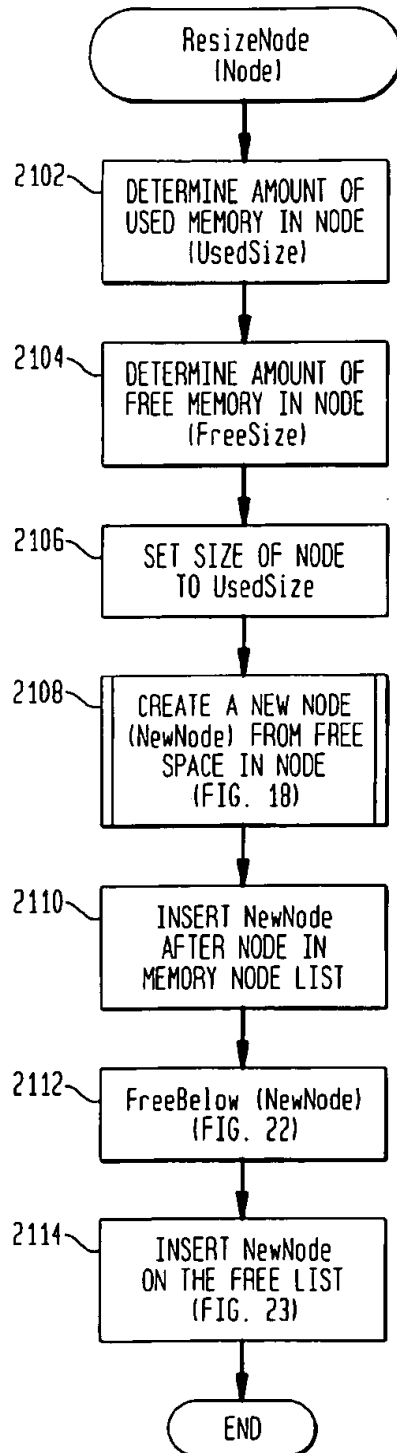 ResizeNode
(Node)
2102
DETERMINE AMOUNT OF
USED MEMORY IN NODE
(UsedSize)
2104
DETERMINE AMOUNT OF
FREE MEMORY IN NODE
(FreeSize)
2106
SET SIZE OF NODE
TO UsedSize
2108
CREATE A NEW NODE
(NewNode) FROM FREE
SPACE IN NODE
(FIG. 18)
2110
INSERT NewNode
AFTER NODE IN
MEMORY NODE LIST
2112
FreeBelow (NewNode)
(FIG. 22)
2114
INSERT NewNode
ON THE FREE LIST
(FIG. 23)
END